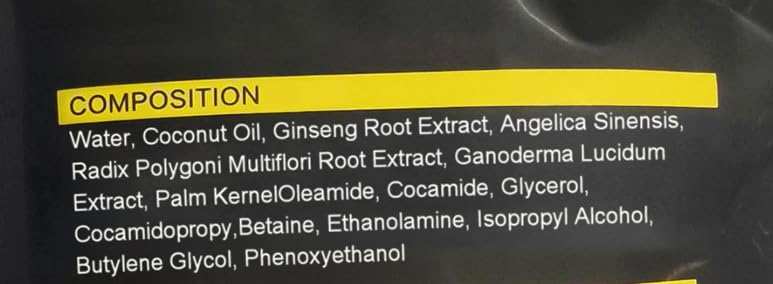 COMPOSITION
Water, Coconut Oil, Ginseng Root Extract, Angelica Sinensis,
Radix Polygoni Multiflori Root Extract, Ganoderma Lucidum
Extract, Palm KernelOleamide, Cocamide, Glycerol,
Cocamidopropy,Betaine, Ethanolamine, Isopropyl Alcohol,
Butylene Glycol, Phenoxyethanol